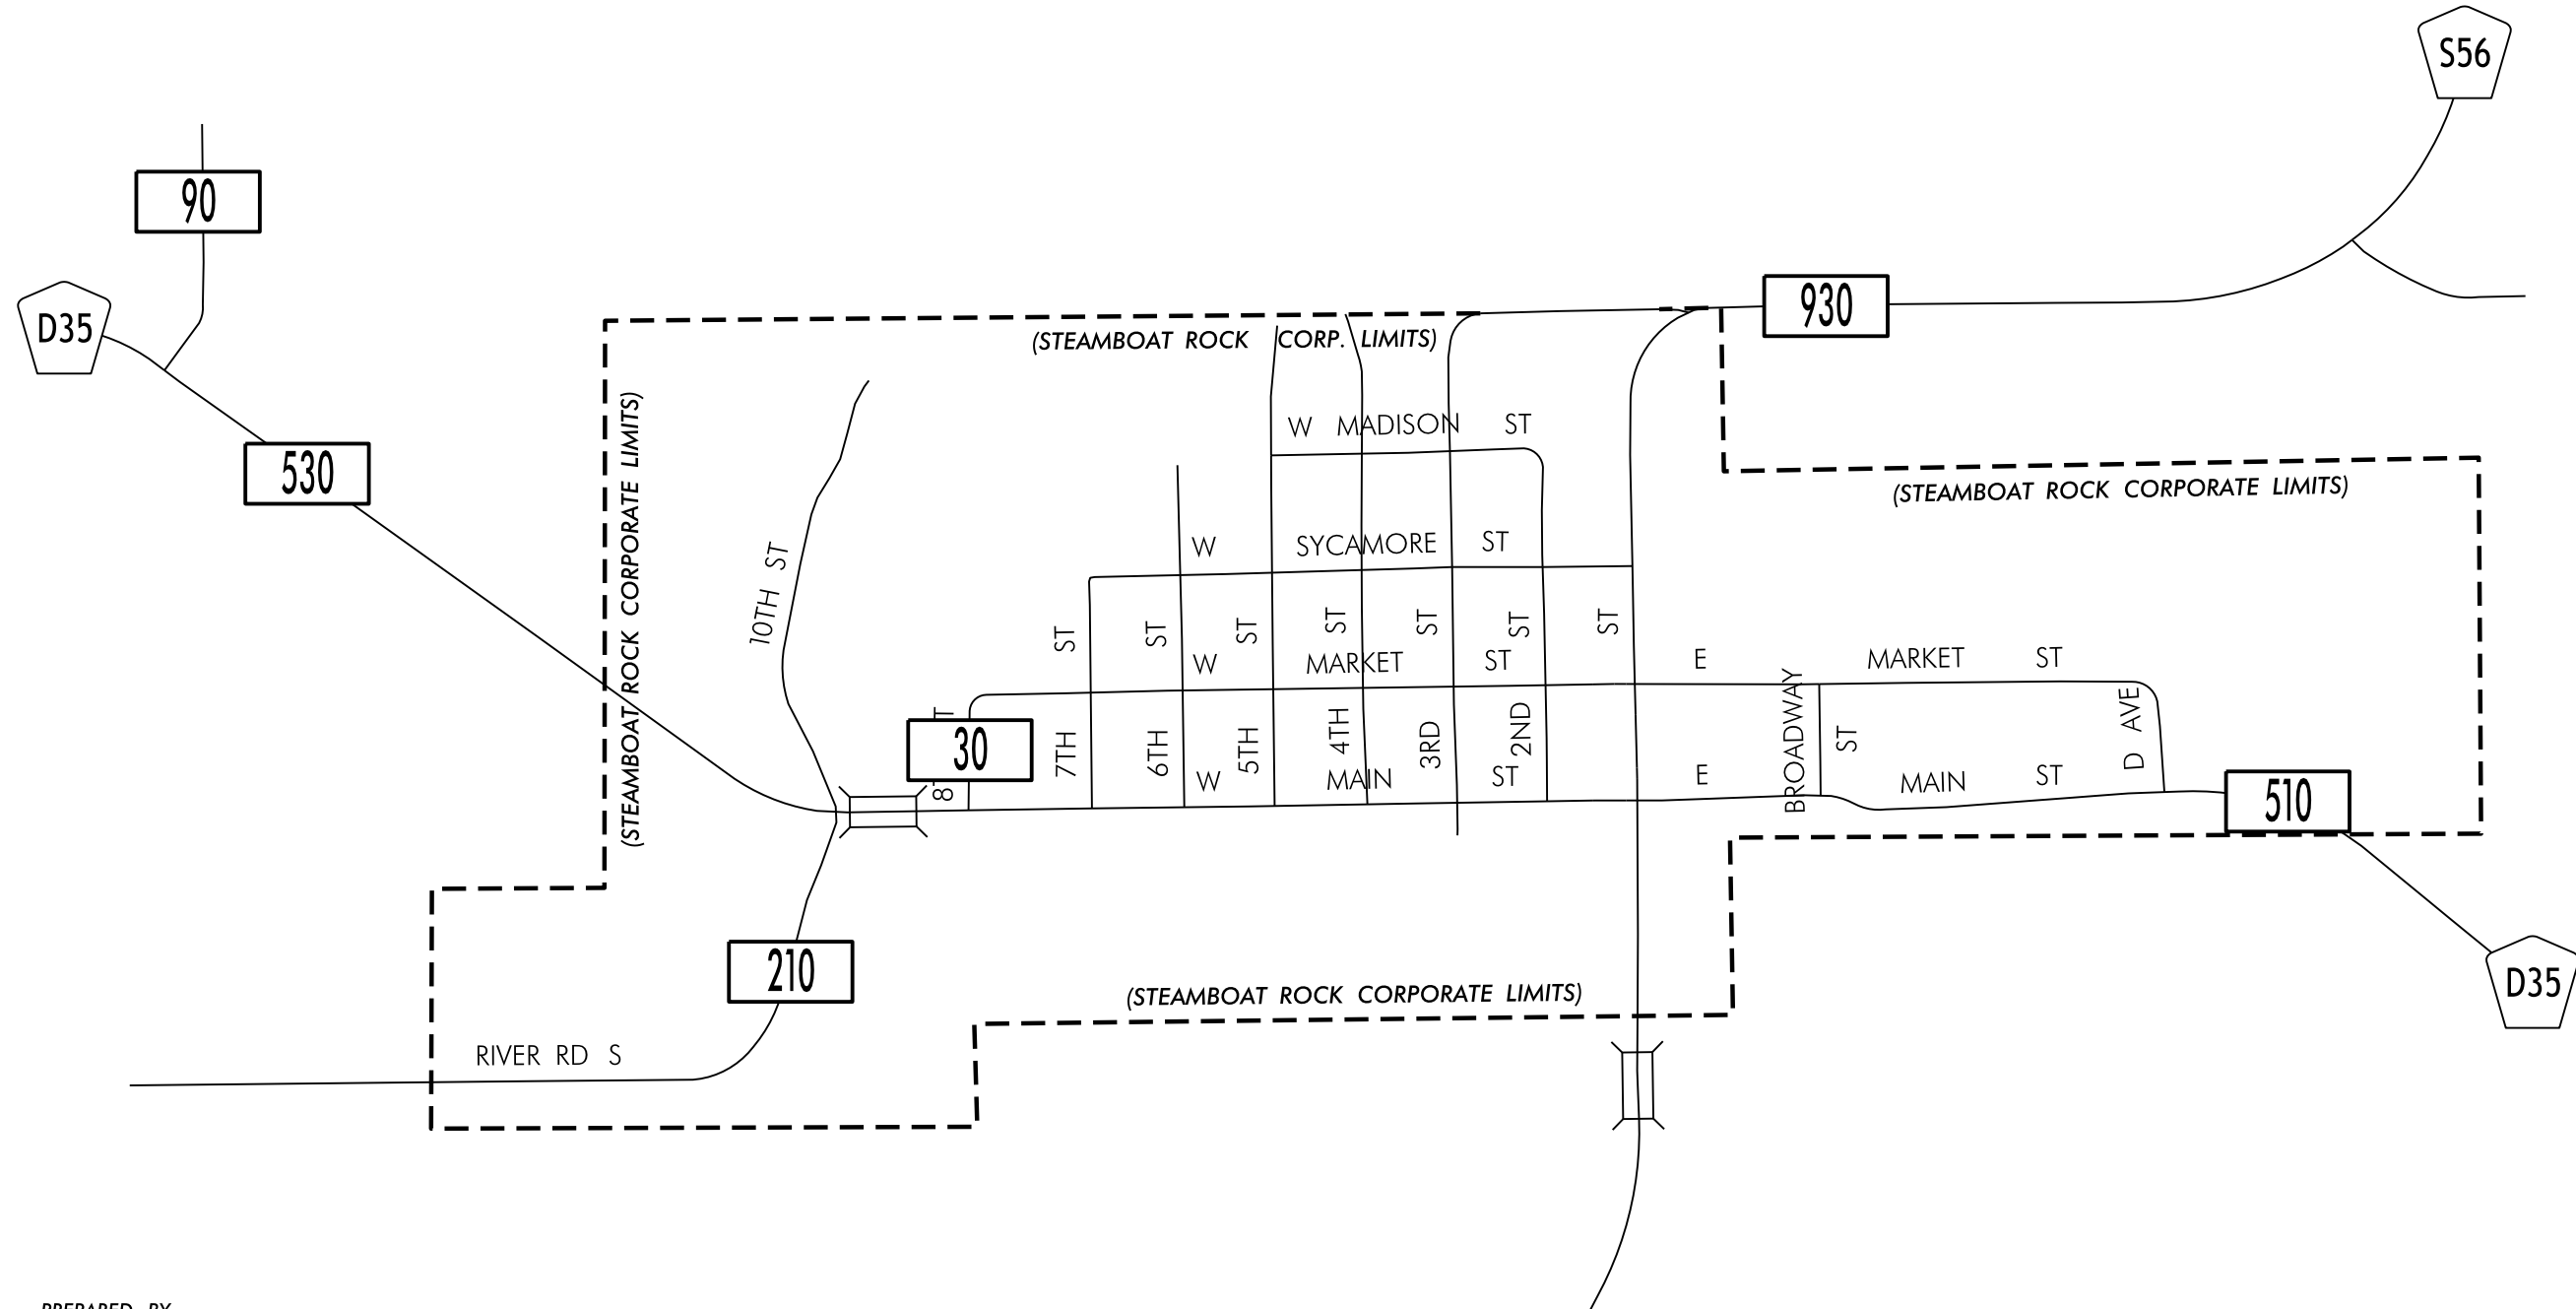 S56
90
D35
930
(STEAMBOAT ROCK CORP. LIMITS)
(STEAMBOAT ROCK CORPORATE LIMITS)
W MADISON ST
530
(STEAMBOAT ROCK CORPORATE LIMITS)
10TH ST
W SYCAMORE ST
W MARKET ST
E MARKET ST
7TH ST
6TH ST
5TH ST
4TH ST
3RD ST
2ND ST
ST
BROADWAY ST
D AVE
30
W MAIN ST
E MAIN ST
510
210
D35
(STEAMBOAT ROCK CORPORATE LIMITS)
RIVER RD S
PREPARED BY